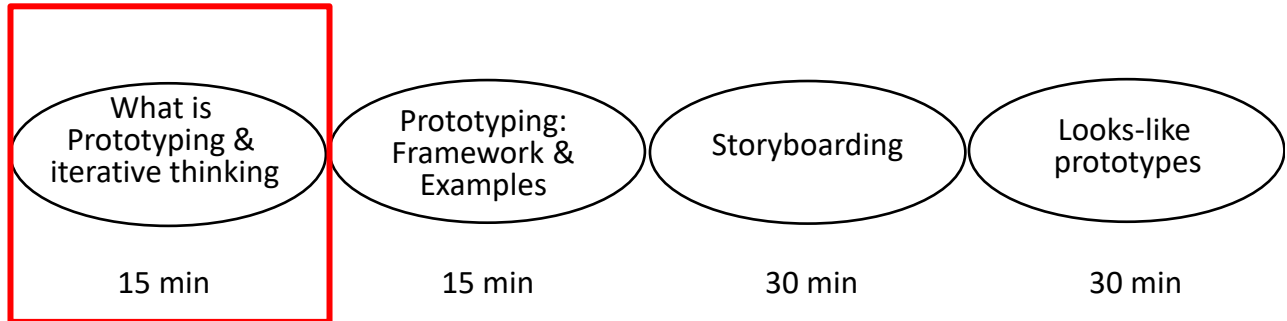 What is
Prototyping &
iterative thinking
Prototyping:
Framework &
Examples
Storyboarding
Looks-like
prototypes
15 min
15 min
30 min
30 min